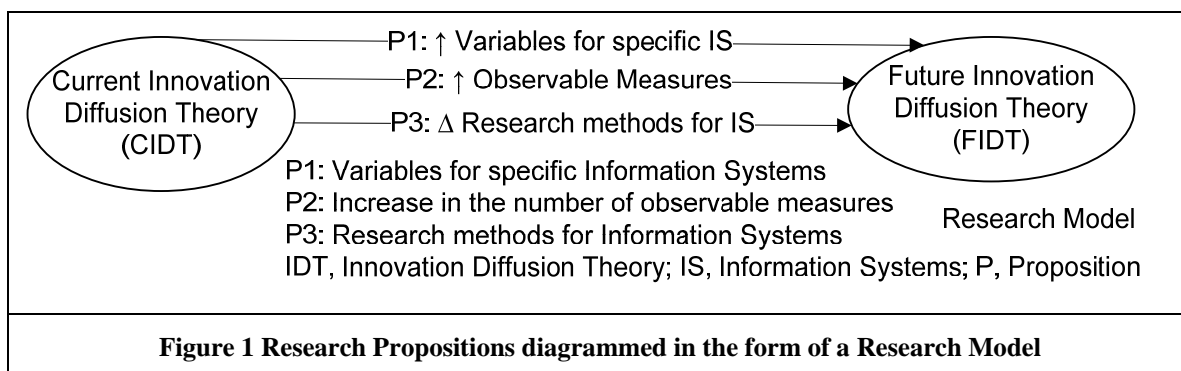 P1: ↑ Variables for specific IS
Current Innovation
Diffusion Theory
(CIDT)
P2: ↑ Observable Measures
P3: Δ Research methods for IS
Future Innovation
Diffusion Theory
(FIDT)
P1: Variables for specific Information Systems
P2: Increase in the number of observable measures
P3: Research methods for Information Systems
Research Model
IDT, Innovation Diffusion Theory; IS, Information Systems; P, Proposition
Figure 1 Research Propositions diagrammed in the form of a Research Model